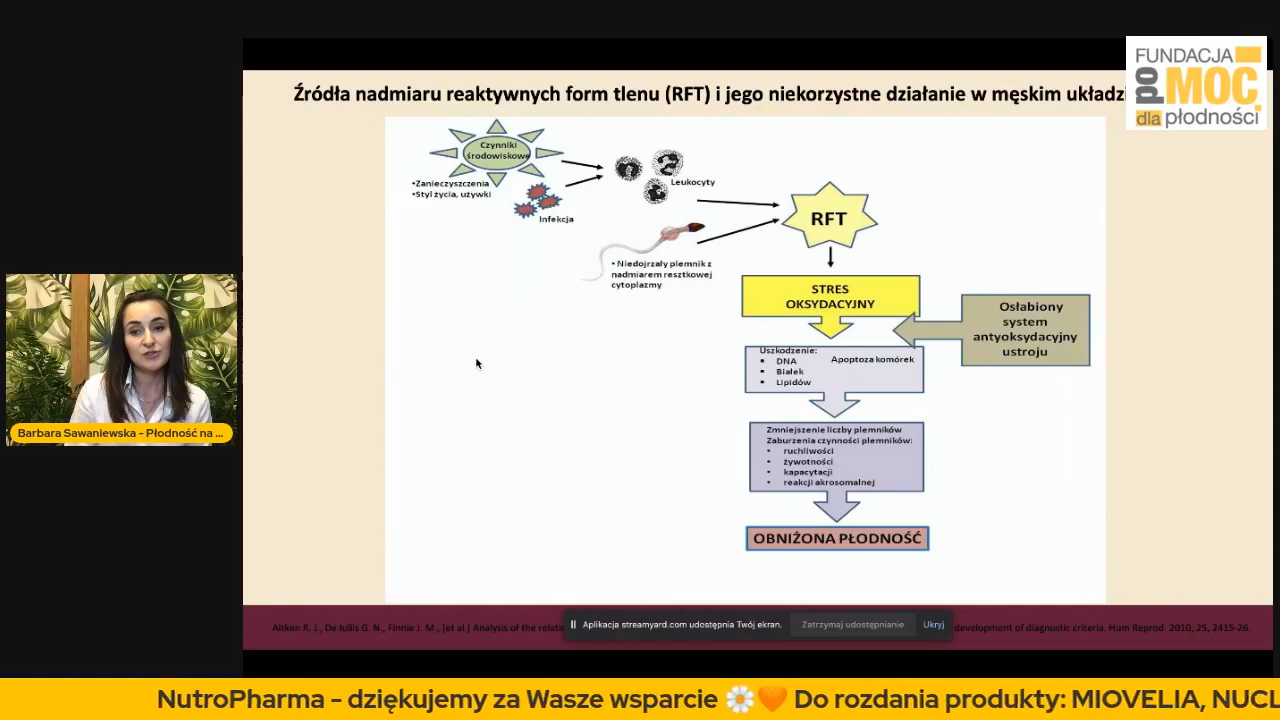 FUNDACJA
poMOC
dla płodności
Źródła nadmiaru reaktywnych form tlenu (RFT) i jego niekorzystne działanie w męskim
Czynniki
środowiskowe
•Zanieczyszczenia
•Styl życia, używki
Infekcja
Leukocyty
• Niedojrzały plemnik z
nadmiarem resztkowej
cytoplazmy
RFT
STRES
OKSYDACYJNY
Osłabiony
system
antyoksydacyjny
ustroju
Uszkodzenie:
▪ DNA
▪ Białek
▪ Lipidów
Apoptoza komórek
Zmniejszenie liczby plemników
Zaburzenia czynności plemników:
• ruchliwości
• żywotności
• kapacytacji
• reakcji akrosomalnej
OBNIŻONA PŁODNOŚĆ
Barbara Sawaniewska - Płodność na ...
Aitken R. J., De Iuliis G. N., Finnie J. M., [et al.] Analysis of the development of diagnostic criteria. Hum Reprod. 2010, 25, 2415-26.
Aplikacja streamyard.com udostępnia Twój ekran.
Zatrzymaj udostępnianie
Ukryj
NutroPharma - dziękujemy za Wasze wsparcie 🌼🧡 Do rozdania produkty: MIOVELIA, NUCL